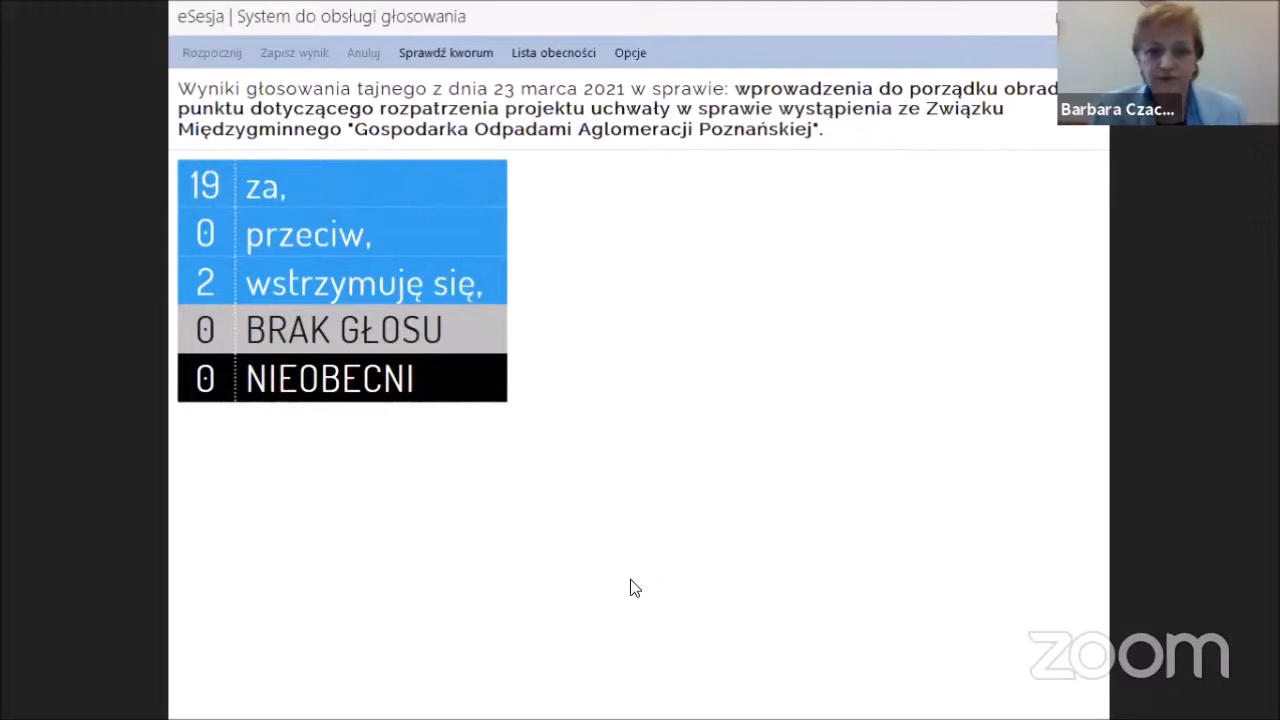 eSesja | System do obsługi głosowania
Rozpocznij Zapisz wynik Anuluj Sprawdź kworum Lista obecności Opcje
Wyniki głosowania tajnego z dnia 23 marca 2021 w sprawie: wprowadzenia do porządku obrad
punktu dotyczącego rozpatrzenia projektu uchwały w sprawie wystąpienia ze Związku
Międzygminnego "Gospodarka Odpadami Aglomeracji Poznańskiej".
Barbara Czac...
19 za,
0 przeciw,
2 wstrzymuję się,
0 BRAK GŁOSU
0 NIEOBECNI
zoom